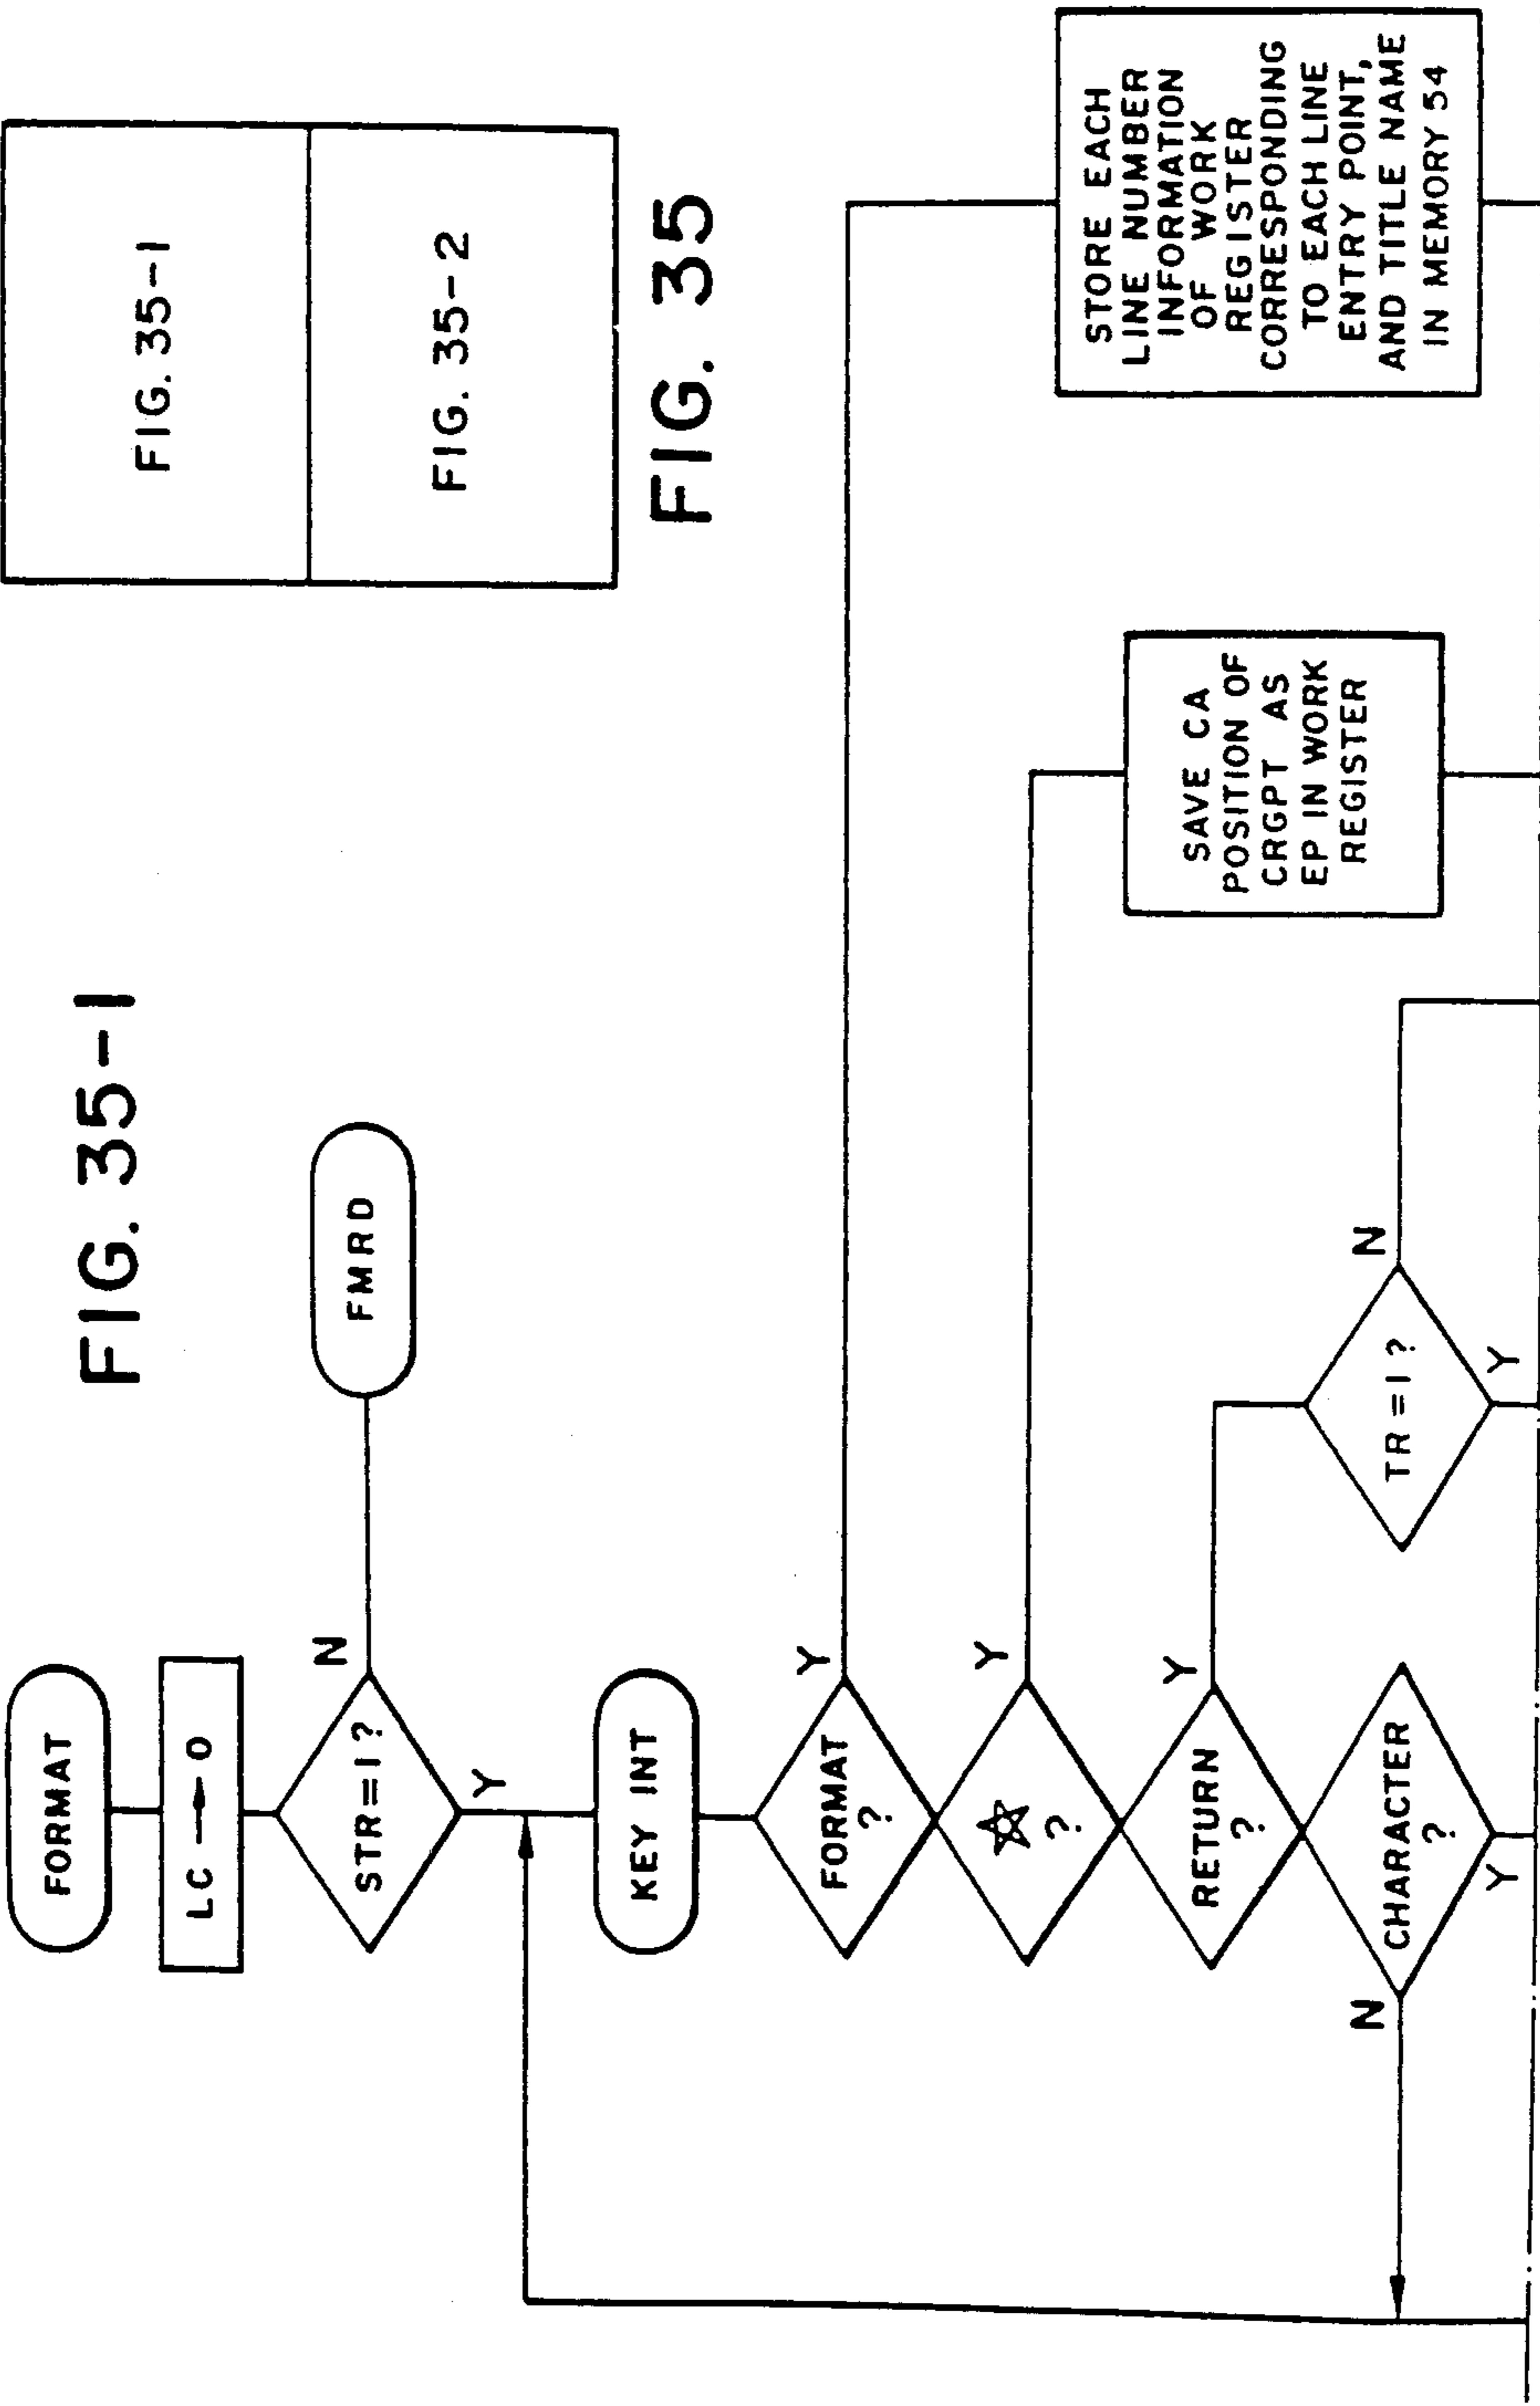 FIG. 35-1
FIG. 35-1
FIG. 35-2
FIG. 35
FORMAT
LC → 0
STR=1?
N
FMRD
Y
KEY INT
FORMAT
?
Y
☆
?
Y
RETURN
?
Y
CHARACTER
?
N
Y
TR=1?
N
Y
SAVE CA
POSITION OF
CRGPT AS
EP IN WORK
REGISTER
STORE EACH
LINE NUMBER
INFORMATION
OF WORK
REGISTER
CORRESPONDING
TO EACH LINE
ENTRY POINT,
AND TITLE NAME
IN MEMORY 54